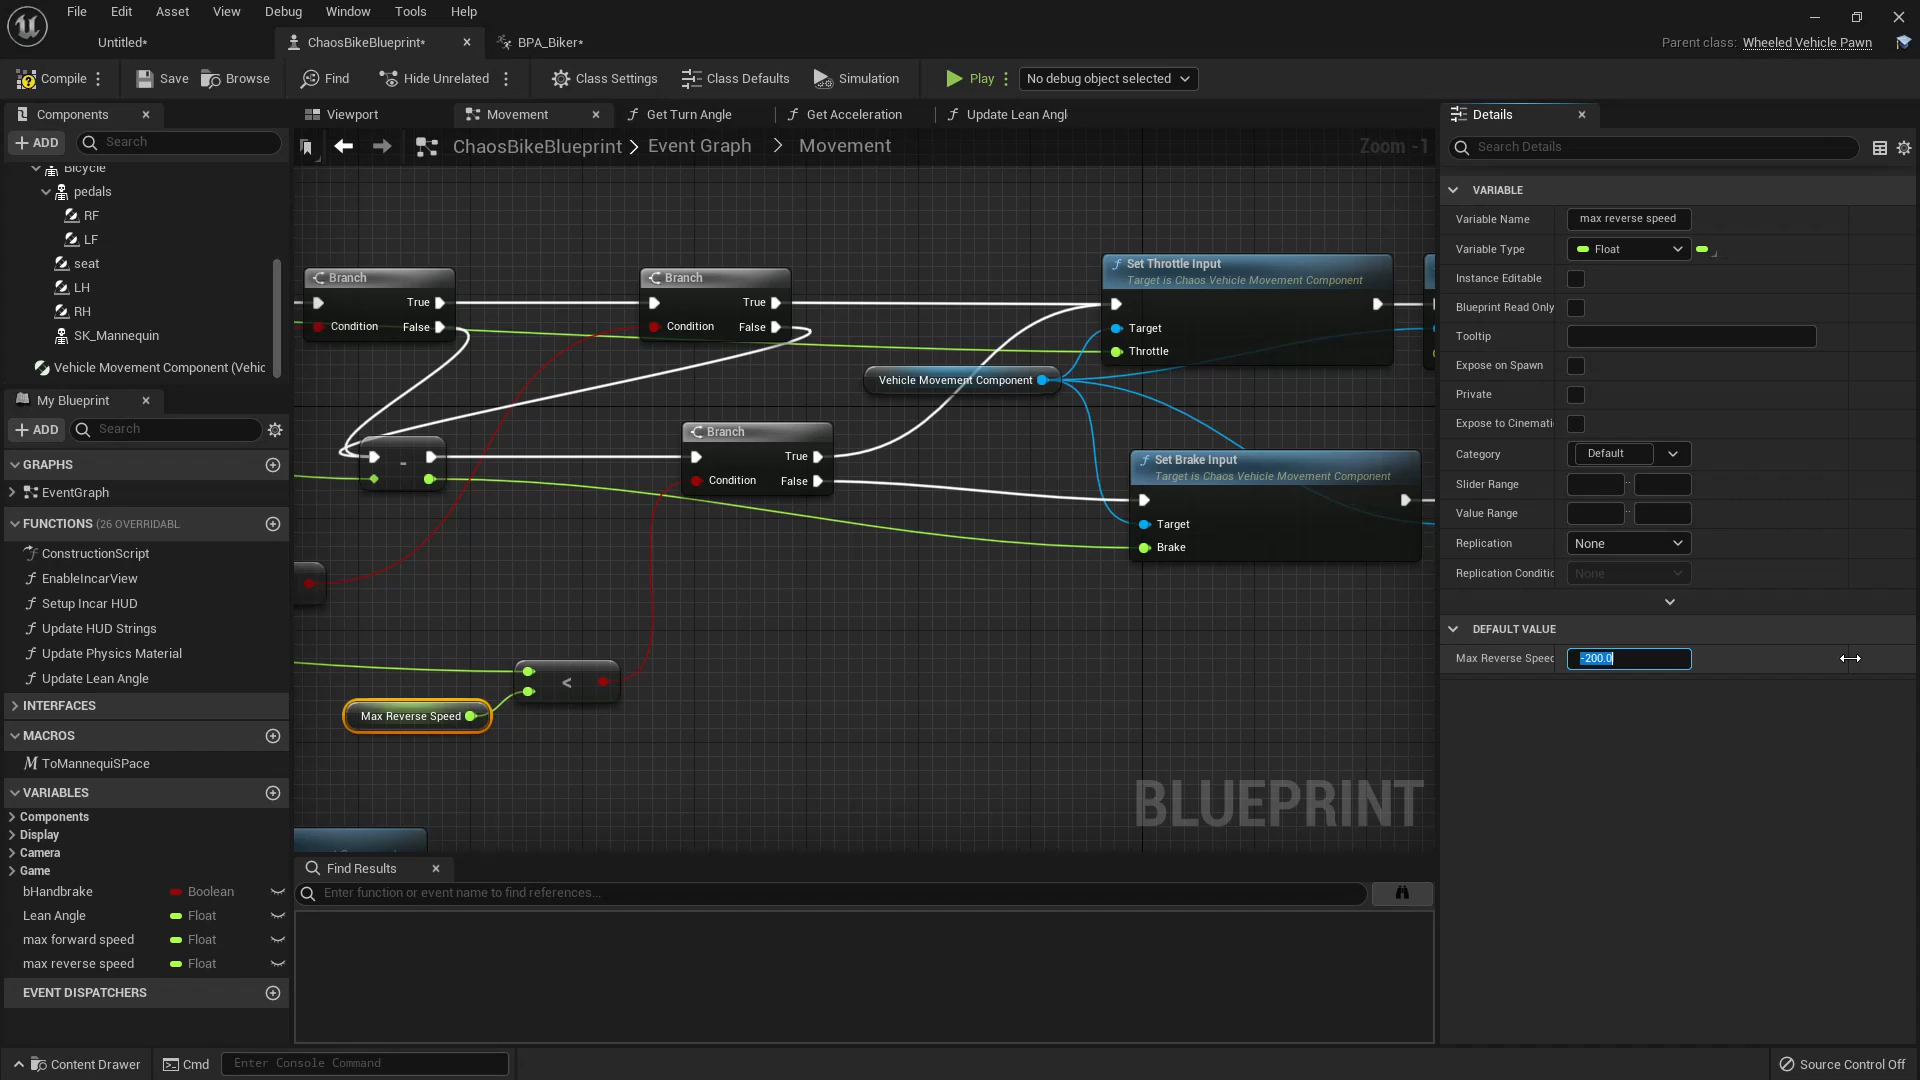 File Edit Asset View Debug Window Tools Help
Untitled*
ChaosBikeBlueprint*
BPA_Biker*
Parent class: Wheeled Vehicle Pawn
Compile
Save
Browse
Find
Hide Unrelated
Class Settings
Class Defaults
Simulation
Play
No debug object selected
Components
ADD
Search
Bicycle
pedals
RF
LF
seat
LH
RH
SK_Mannequin
Vehicle Movement Component (Vehic
My Blueprint
ADD
Search
GRAPHS
EventGraph
FUNCTIONS (26 OVERRIDABL
ConstructionScript
EnableIncarView
Setup Incar HUD
Update HUD Strings
Update Physics Material
Update Lean Angle
INTERFACES
MACROS
ToMannequiSPace
VARIABLES
Components
Display
Camera
Game
bHandbrake Boolean
Lean Angle Float
max forward speed Float
max reverse speed Float
EVENT DISPATCHERS
Viewport
Movement
Get Turn Angle
Get Acceleration
Update Lean Angl
ChaosBikeBlueprint > Event Graph > Movement
Zoom -1
Branch
True
Condition False
Branch
True
Condition False
Set Throttle Input
Target is Chaos Vehicle Movement Component
Target
Throttle
Vehicle Movement Component
-
Branch
True
Condition False
Set Brake Input
Target is Chaos Vehicle Movement Component
Target
Brake
<
Max Reverse Speed
BLUEPRINT
Find Results
Enter function or event name to find references...
Details
Search Details
VARIABLE
Variable Name max reverse speed
Variable Type Float
Instance Editable
Blueprint Read Only
Tooltip
Expose on Spawn
Private
Expose to Cinemati
Category Default
Slider Range
Value Range
Replication None
Replication Conditic None
DEFAULT VALUE
Max Reverse Speed -200.0
Content Drawer
Cmd
Enter Console Command
Source Control Off